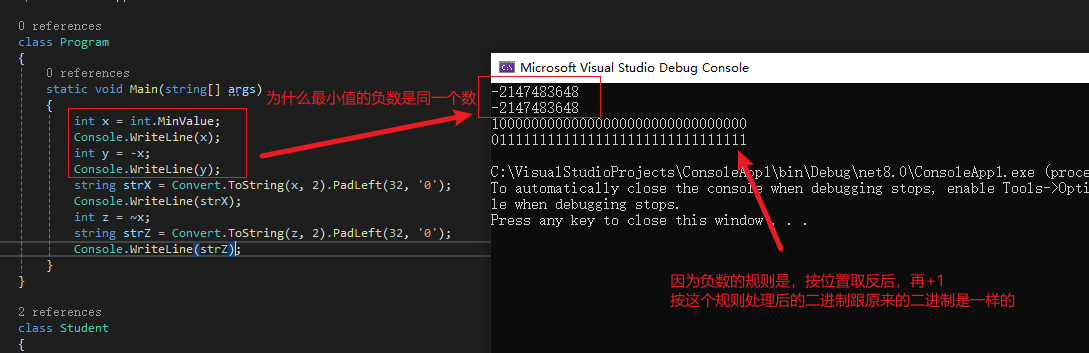 0 references
class Program
{
0 references
static void Main(string[] args)
{
int x = int.MinValue;
Console.WriteLine(x);
int y = -x;
Console.WriteLine(y);
string strX = Convert.ToString(x, 2).PadLeft(32, '0');
Console.WriteLine(strX);
int z = ~x;
string strZ = Convert.ToString(z, 2).PadLeft(32, '0');
Console.WriteLine(strZ);
}
}
2 references
class Student
{
为什么最小值的负数是同一个数
Microsoft Visual Studio Debug Console
-2147483648
-2147483648
10000000000000000000000000000000
01111111111111111111111111111111
C:\VisualStudioProjects\ConsoleApp1\bin\Debug\net8.0\ConsoleApp1.exe (proce
To automatically close the console when debugging stops, enable Tools->Opti
le when debugging stops.
Press any key to close this window . . .
因为负数的规则是，按位置取反后，再+1
按这个规则处理后的二进制跟原来的二进制是一样的